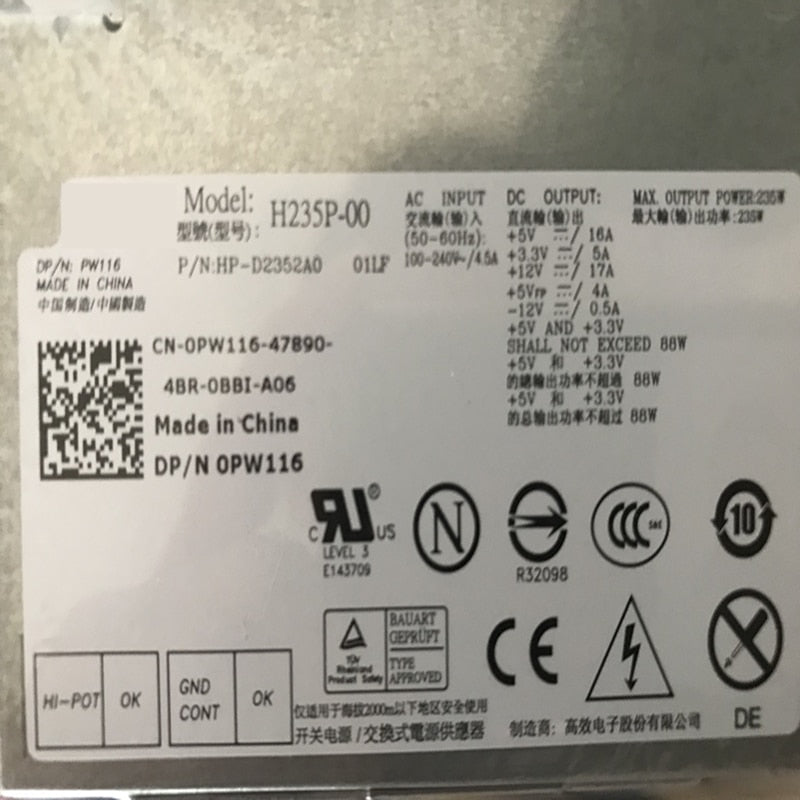 Model: H235P-00
型號(型号):
P/N:HP-D2352A0 01LF
DP/N: PW116
MADE IN CHINA
中国制造/中國製造
AC INPUT
交流輸(输)入
(50-60Hz):
100-240V~/4.5A
DC OUTPUT:
直流輸(输)出
+5V ⎓/ 16A
+3.3V ⎓/ 5A
+12V ⎓/ 17A
+5VFP ⎓/ 4A
-12V ⎓/ 0.5A
+5V AND +3.3V
SHALL NOT EXCEED 88W
+5V 和 +3.3V
的總輸出功率不超過 88W
+5V 和 +3.3V
的总输出功率不超过 88W
MAX. OUTPUT POWER:235W
最大輸(输)出功率:235W
CN-0PW116-47890-
4BR-0BBI-A06
Made in China
DP/N 0PW116
C RU ® US
LEVEL 3
E143709
N
R32098
CCC S&E
10
TÜV
Rheinland
Product Safety
BAUART
GEPRÜFT
TYPE
APPROVED
CE
DE
HI-POT OK
GND
CONT
OK
仅适用于海拔2000m以下地区安全使用
开关电源/交換式電源供應器
制造商: 高效电子股份有限公司